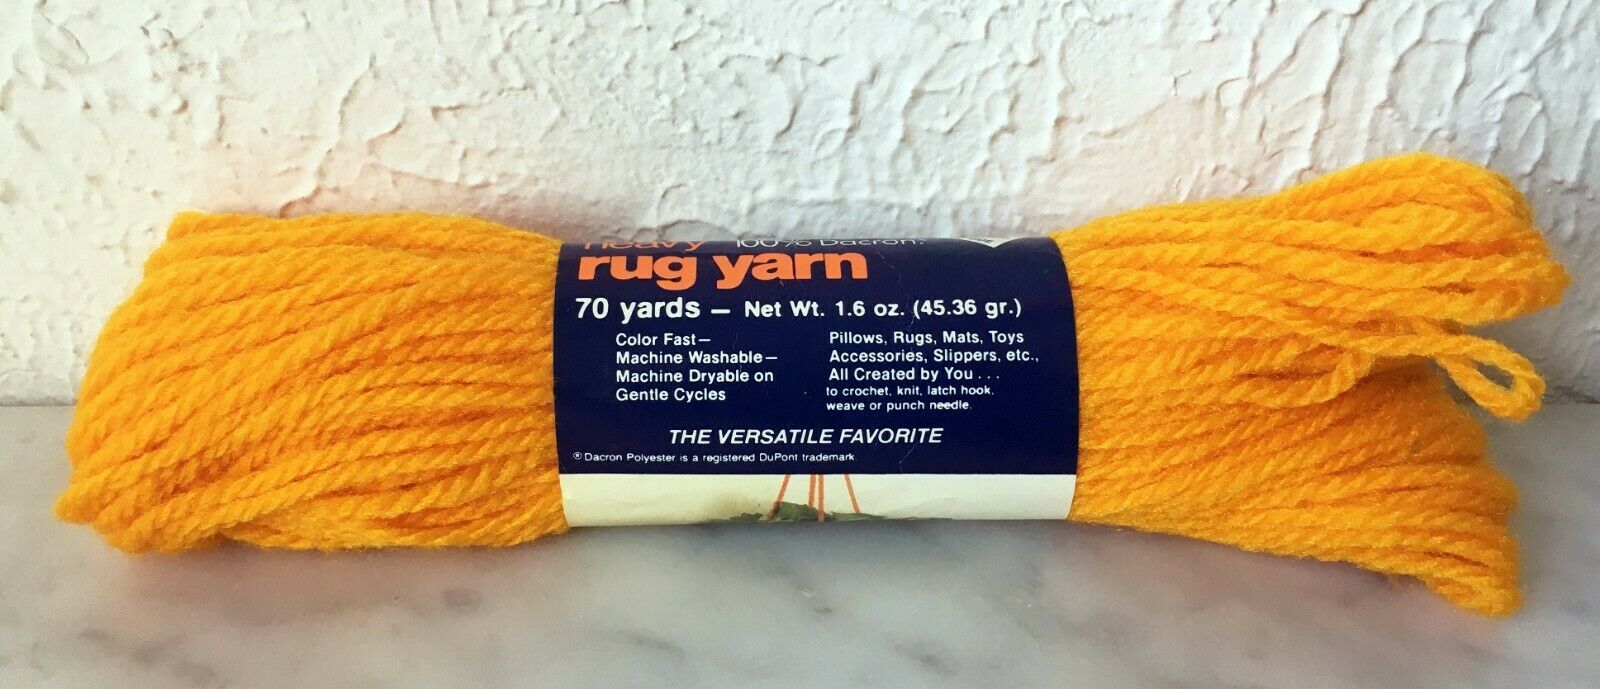 heavy 100% Dacron®
rug yarn
70 yards — Net Wt. 1.6 oz. (45.36 gr.)
Color Fast—
Machine Washable—
Machine Dryable on
Gentle Cycles
Pillows, Rugs, Mats, Toys
Accessories, Slippers, etc.,
All Created by You . . .
to crochet, knit, latch hook,
weave or punch needle.
THE VERSATILE FAVORITE
® Dacron Polyester is a registered DuPont trademark.